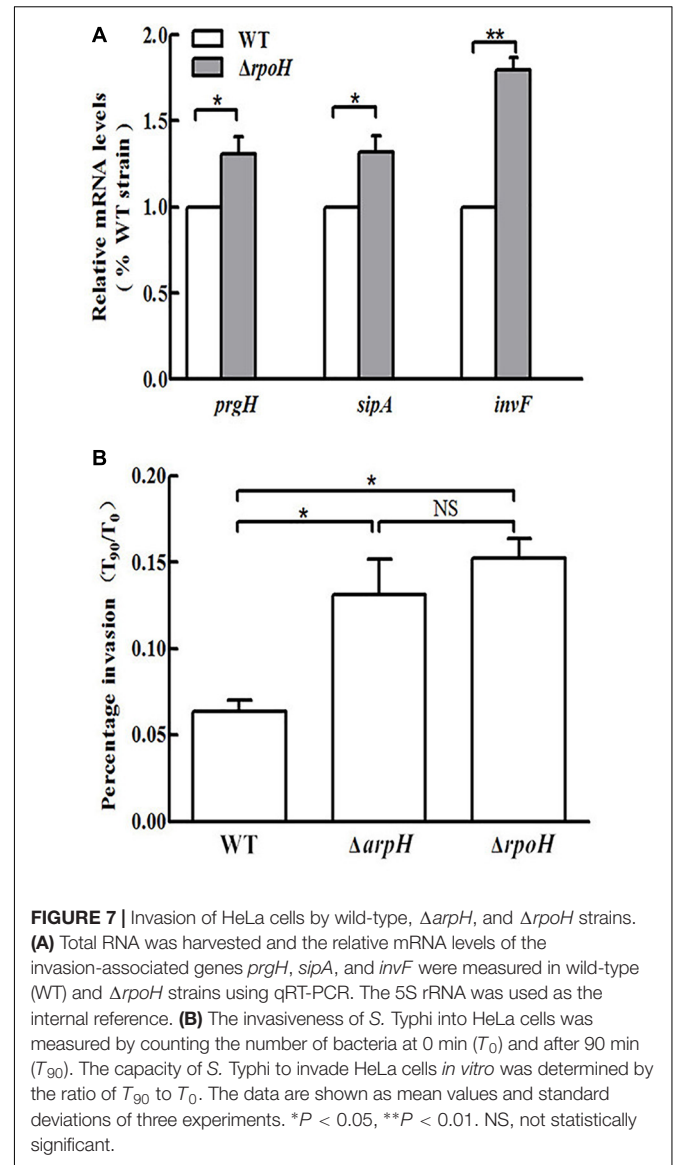 A
2.0
WT
ΔrpoH
1.5
1.0
0.5
0.0
Relative mRNA levels
( % WT strain )
*
*
**
prgH
sipA
invF
B
0.20
0.15
0.10
0.05
0.00
Percentage invasion (T90/T0)
*
*
NS
WT
ΔarpH
ΔrpoH
FIGURE 7 | Invasion of HeLa cells by wild-type, ΔarpH, and ΔrpoH strains.
(A) Total RNA was harvested and the relative mRNA levels of the
invasion-associated genes prgH, sipA, and invF were measured in wild-type
(WT) and ΔrpoH strains using qRT-PCR. The 5S rRNA was used as the
internal reference. (B) The invasiveness of S. Typhi into HeLa cells was
measured by counting the number of bacteria at 0 min (T0) and after 90 min
(T90). The capacity of S. Typhi to invade HeLa cells in vitro was determined by
the ratio of T90 to T0. The data are shown as mean values and standard
deviations of three experiments. *P < 0.05, **P < 0.01. NS, not statistically
significant.